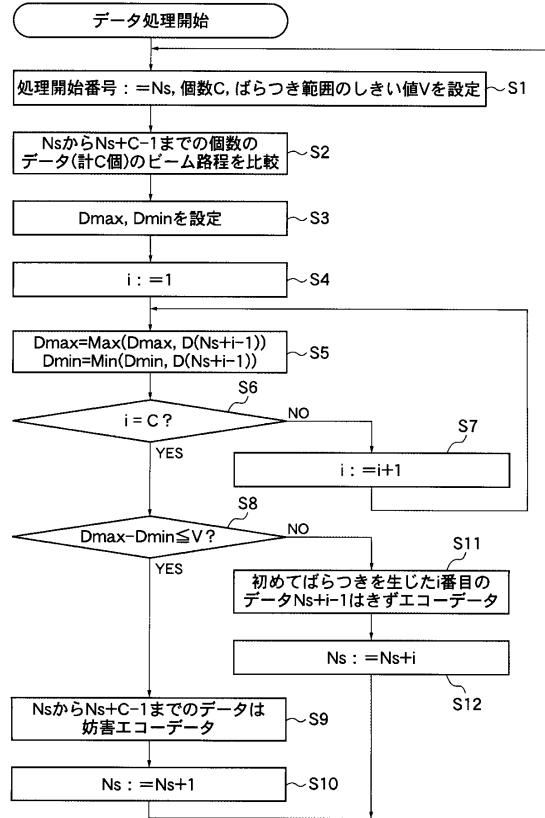 データ処理開始
処理開始番号：=Ns, 個数C, ばらつき範囲のしきい値Vを設定
S1
NsからNs+C-1までの個数の
データ(計C個)のビーム路程を比較
S2
Dmax, Dminを設定
S3
i：=1
S4
Dmax=Max(Dmax, D(Ns+i-1))
Dmin=Min(Dmin, D(Ns+i-1))
S5
S6
i = C？
NO
YES
S7
i：=i+1
S8
Dmax-Dmin≦V？
NO
YES
S11
初めてばらつきを生じたi番目の
データNs+i-1はきずエコーデータ
Ns：=Ns+i
S12
NsからNs+C-1までのデータは
妨害エコーデータ
S9
Ns：=Ns+1
S10